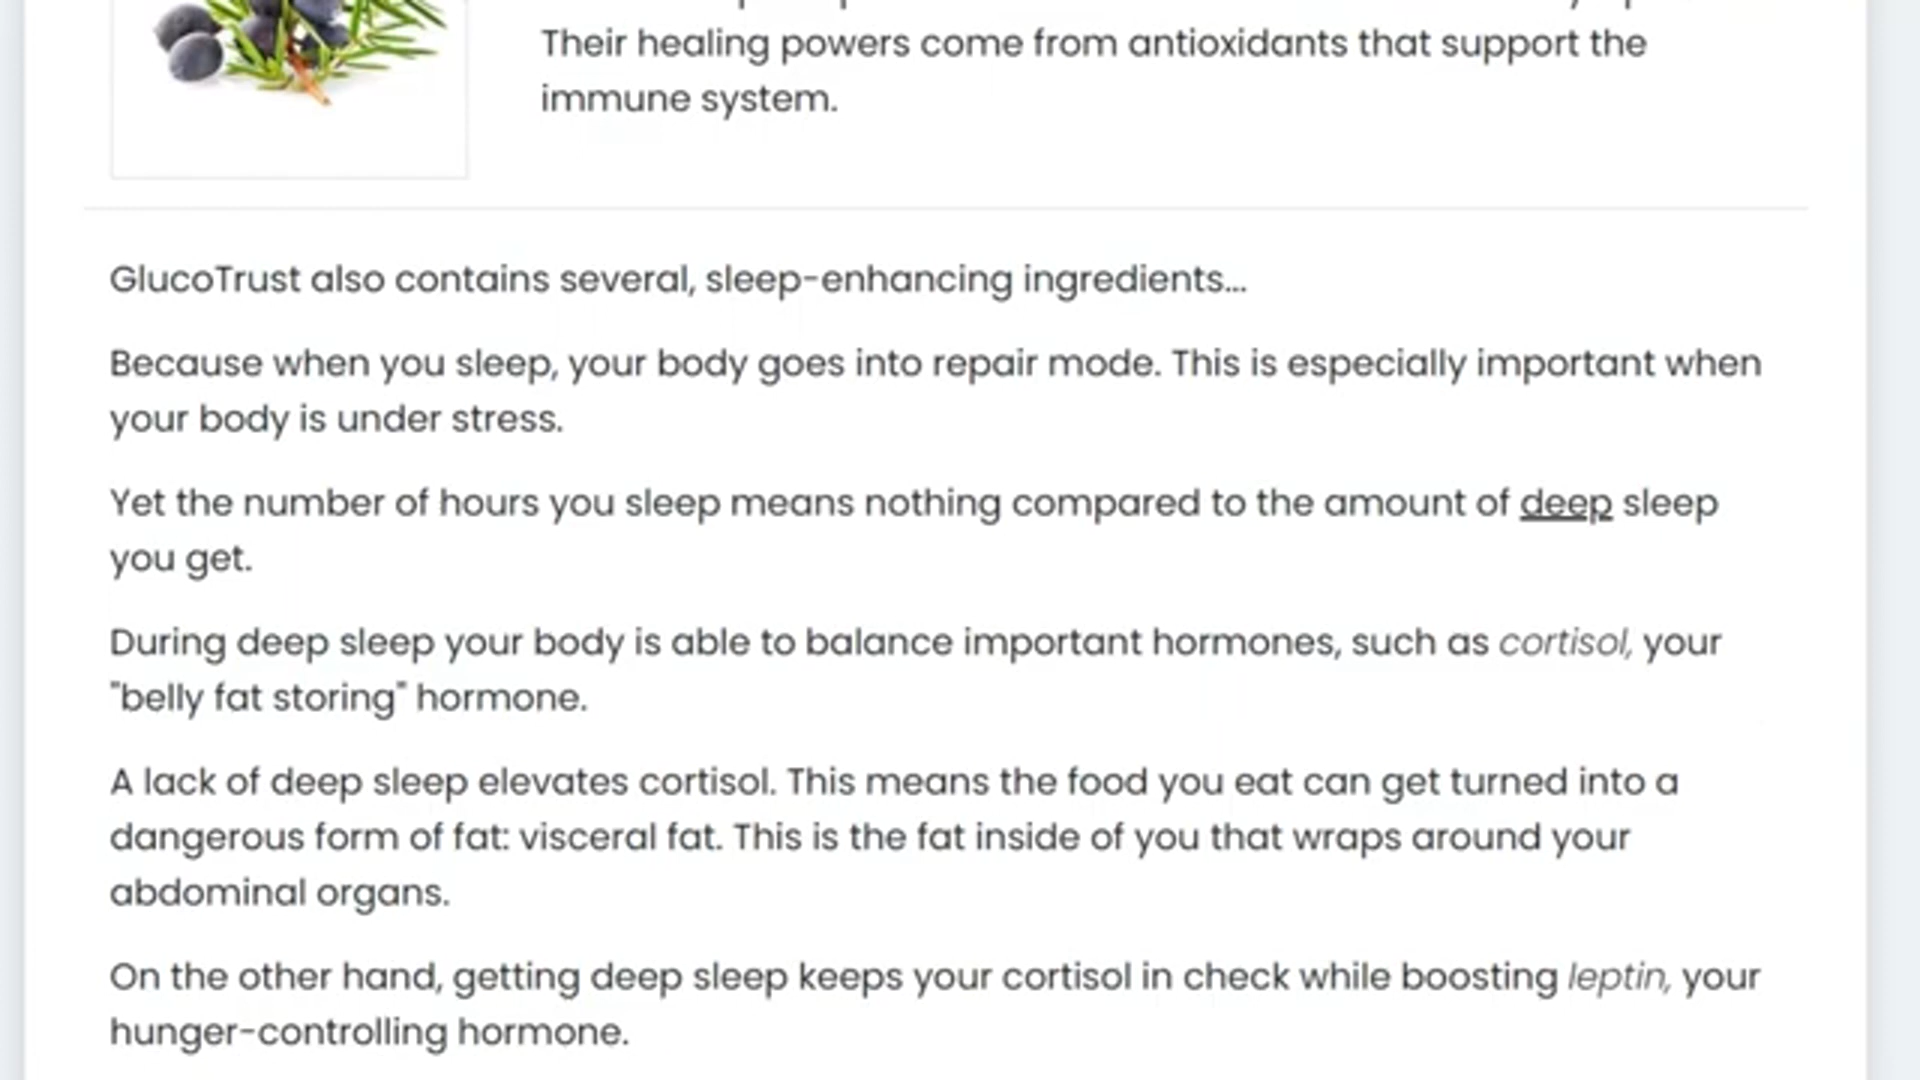 Their healing powers come from antioxidants that support the
immune system.
GlucoTrust also contains several, sleep-enhancing ingredients...
Because when you sleep, your body goes into repair mode. This is especially important when
your body is under stress.
Yet the number of hours you sleep means nothing compared to the amount of deep sleep
you get.
During deep sleep your body is able to balance important hormones, such as cortisol, your
"belly fat storing" hormone.
A lack of deep sleep elevates cortisol. This means the food you eat can get turned into a
dangerous form of fat: visceral fat. This is the fat inside of you that wraps around your
abdominal organs.
On the other hand, getting deep sleep keeps your cortisol in check while boosting leptin, your
hunger-controlling hormone.